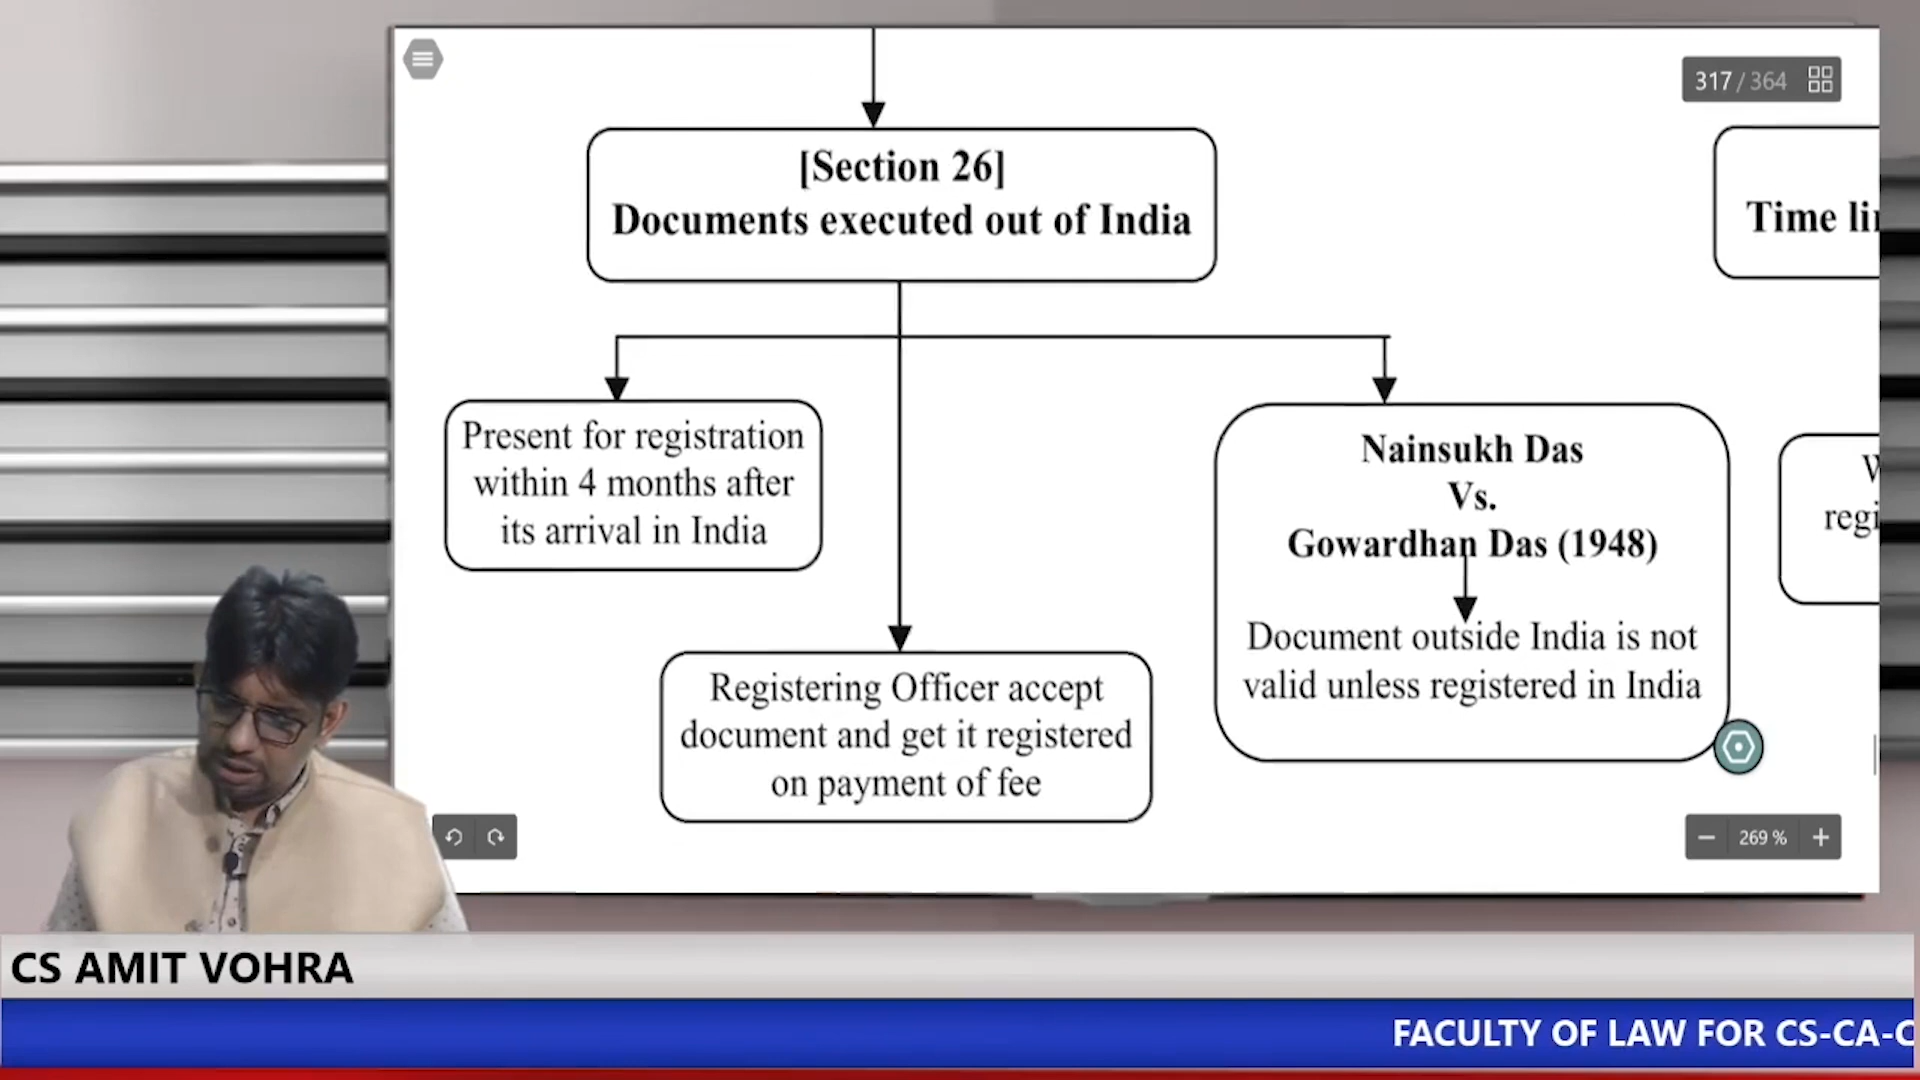 317 / 364
[Section 26]
Documents executed out of India
Time
Present for registration
within 4 months after
its arrival in India
Nainsukh Das
Vs.
Gowardhan Das (1948)
Document outside India is not
valid unless registered in India
Registering Officer accept
document and get it registered
on payment of fee
269 %
CS AMIT VOHRA
FACULTY OF LAW FOR CS-CA-C